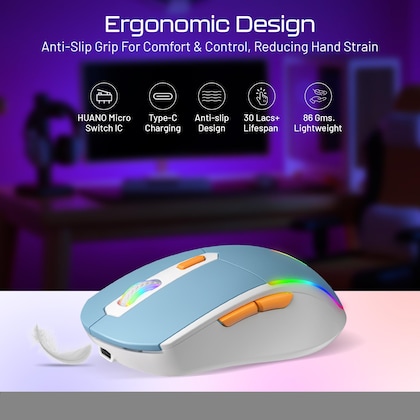 Ergonomic Design
Anti-Slip Grip For Comfort & Control, Reducing Hand Strain
HUANO Micro
Switch IC
Type-C
Charging
Anti-slip
Design
30 Lacs+
Lifespan
86 Gms.
Lightweight